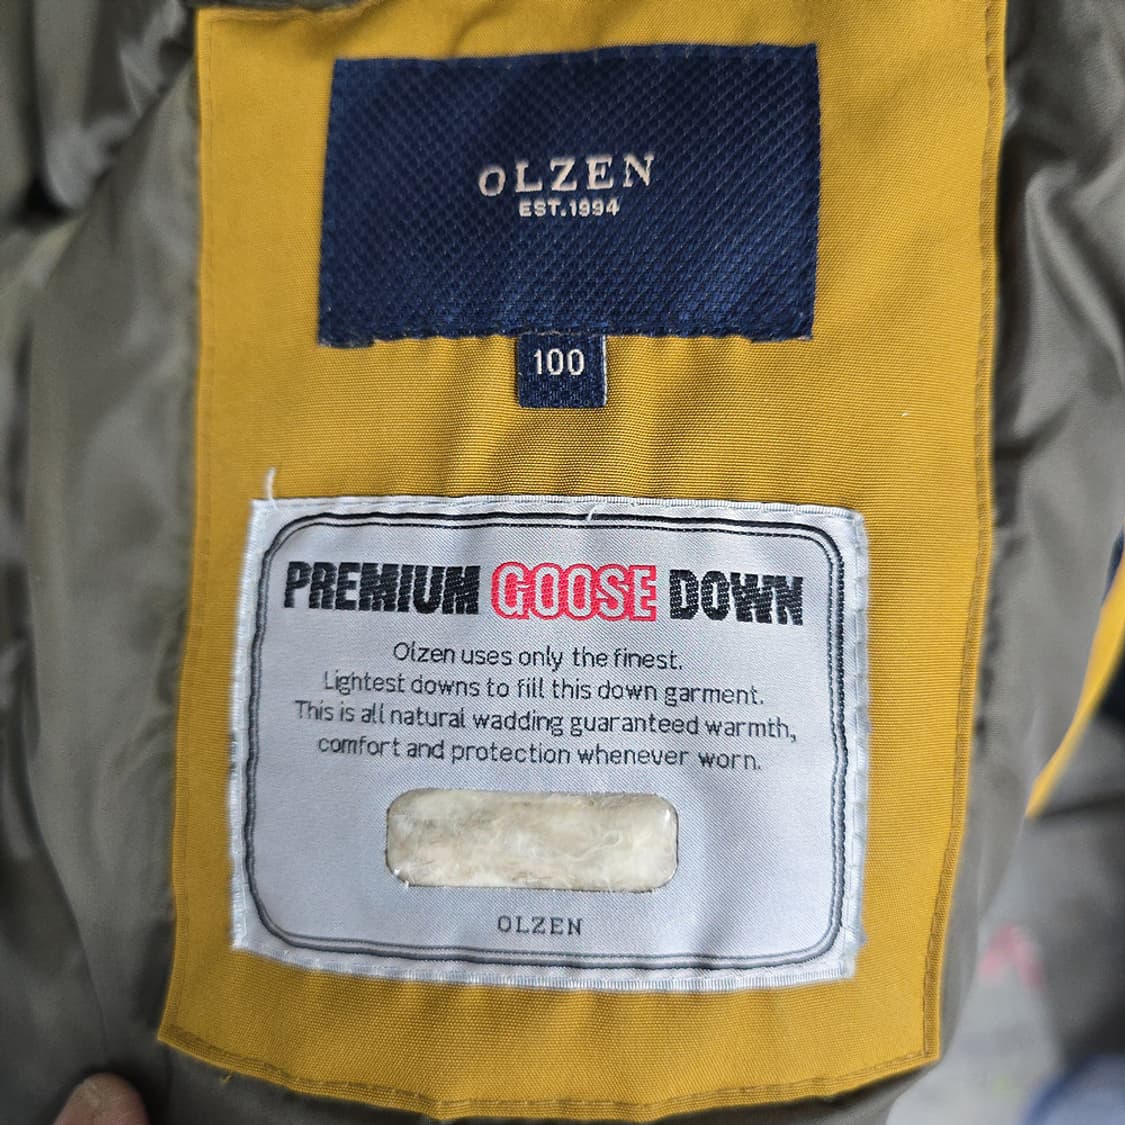 OLZEN
EST.1994
100
PREMIUM GOOSE DOWN
Olzen uses only the finest.
Lightest downs to fill this down garment.
This is all natural wadding guaranteed warmth,
comfort and protection whenever worn.
OLZEN